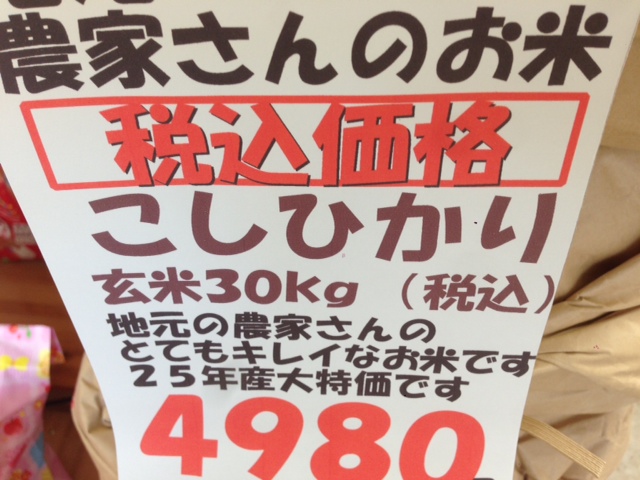 農家さんのお米
税込価格
こしひかり
玄米30Kg （税込）
地元の農家さんの
とてもキレイなお米です
25年産大特価です
4980